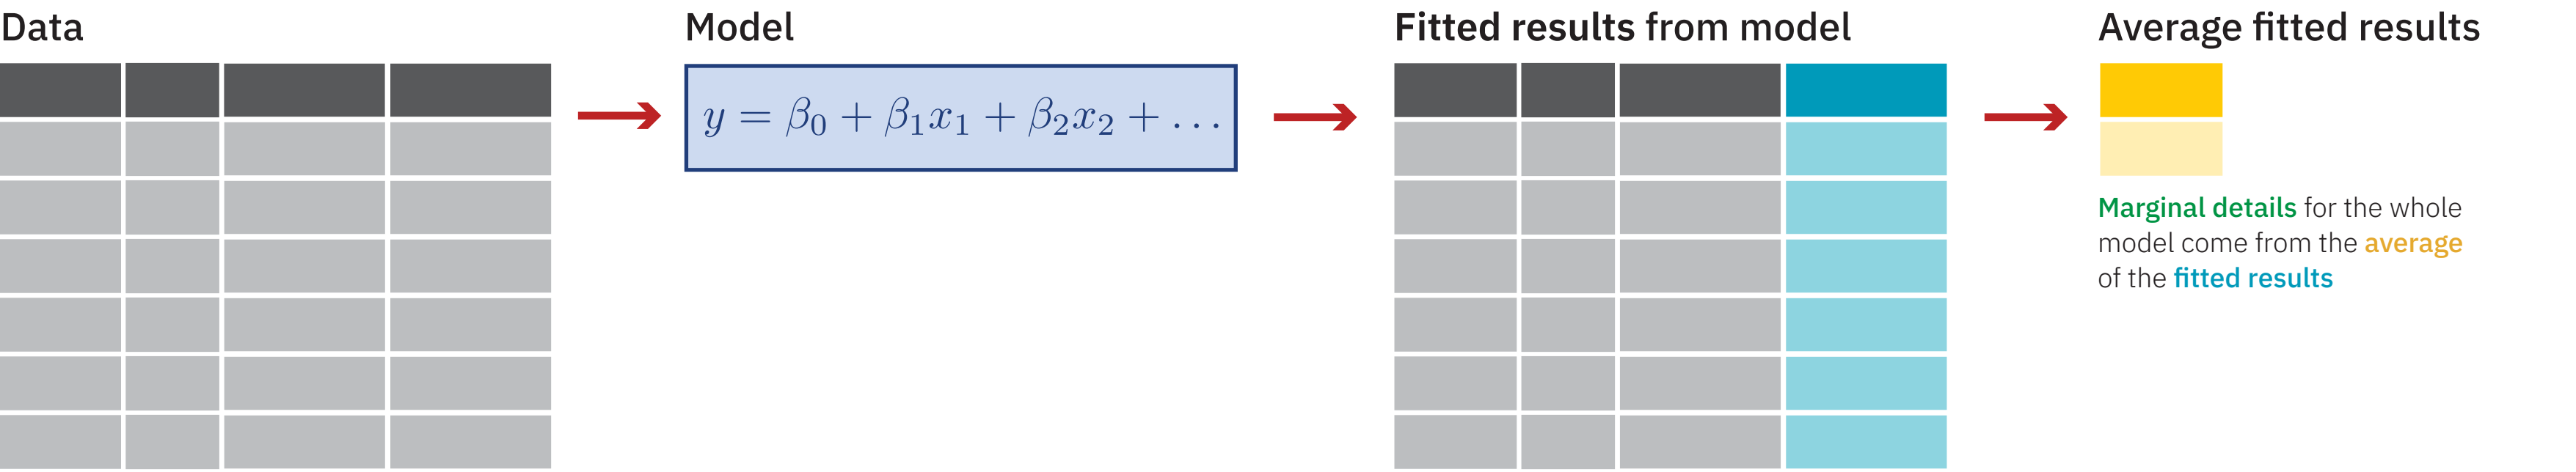 Data
Model
y = β₀ + β₁x₁ + β₂x₂ + …
Fitted results from model
Average fitted results
Marginal details for the whole
model come from the average
of the fitted results